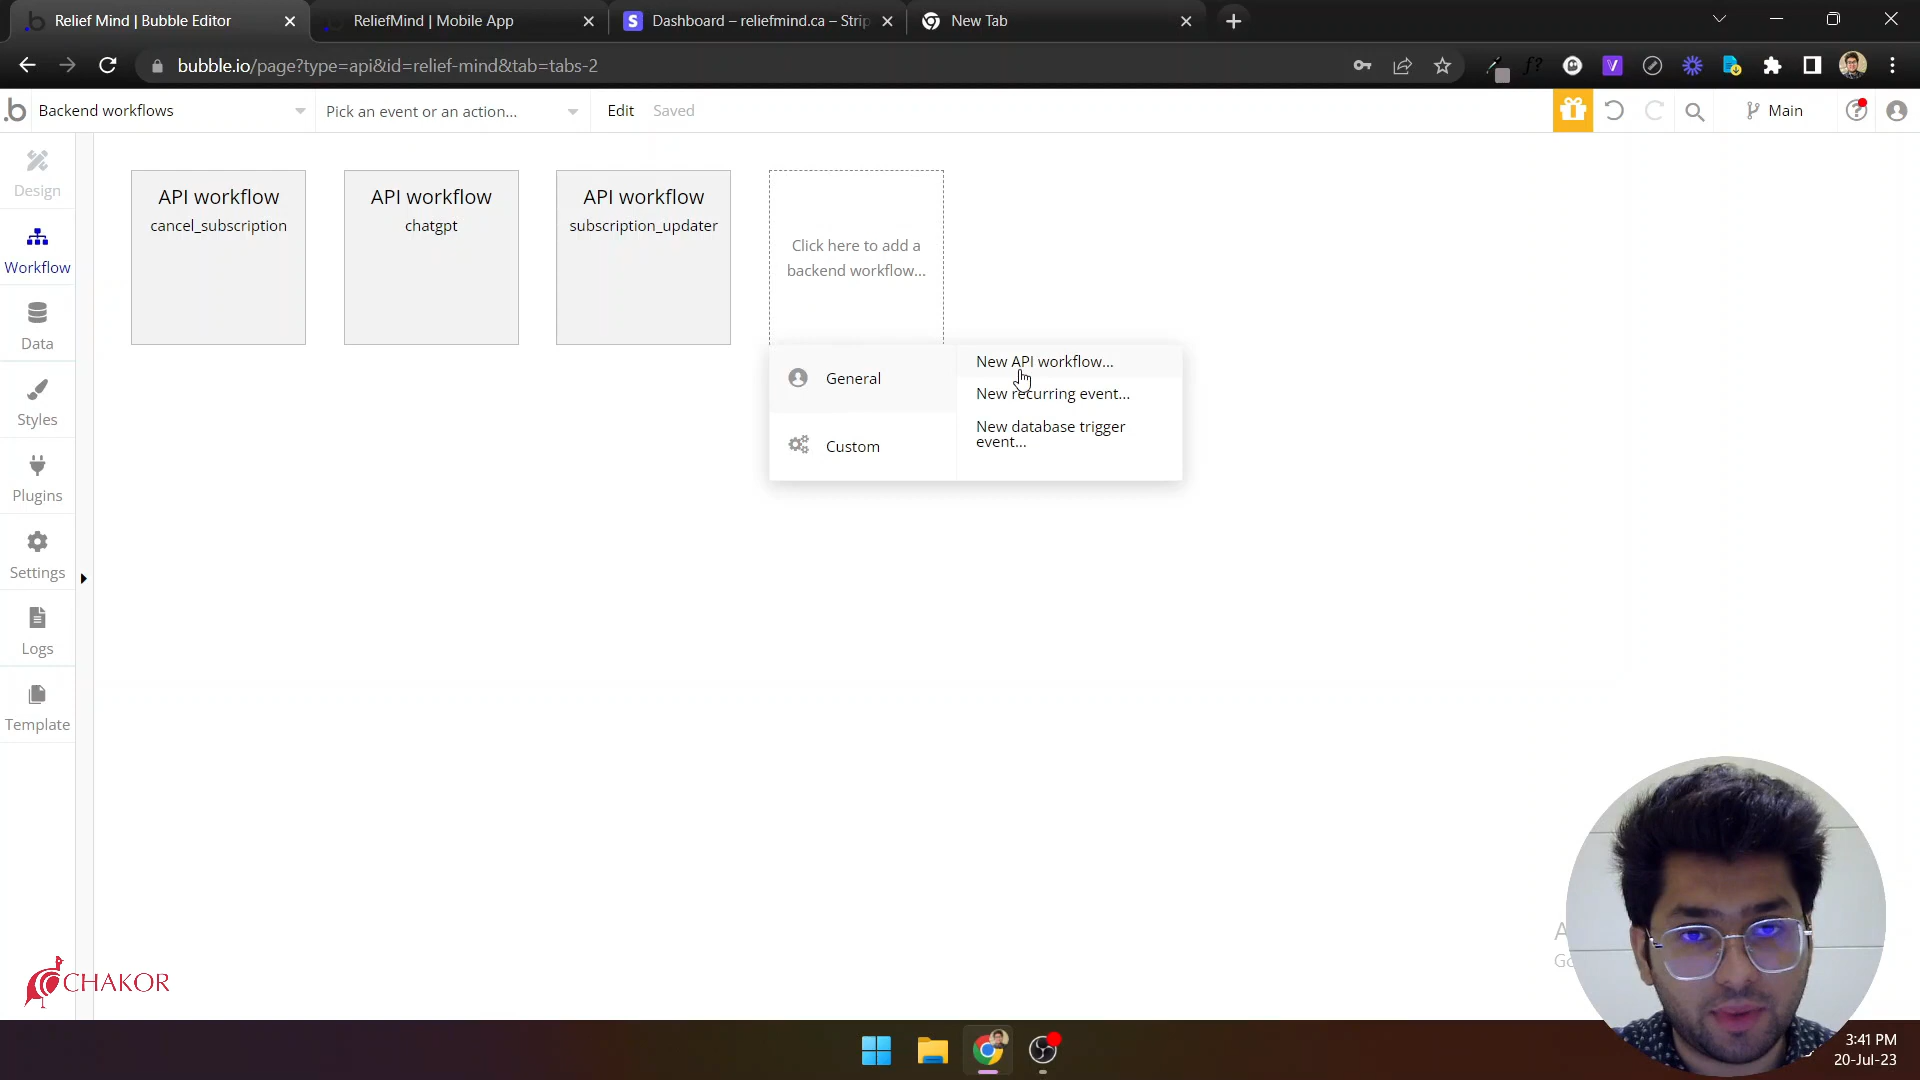 Relief Mind | Bubble Editor
ReliefMind | Mobile App
Dashboard – reliefmind.ca – Strip
New Tab
bubble.io/page?type=api&id=relief-mind&tab=tabs-2
Backend workflows
Pick an event or an action...
Edit
Saved
Main
Design
Workflow
Data
Styles
Plugins
Settings
Logs
Template
API workflow
cancel_subscription
API workflow
chatgpt
API workflow
subscription_updater
Click here to add a
backend workflow...
General
Custom
New API workflow...
New recurring event...
New database trigger
event...
CHAKOR
3:41 PM
20-Jul-23